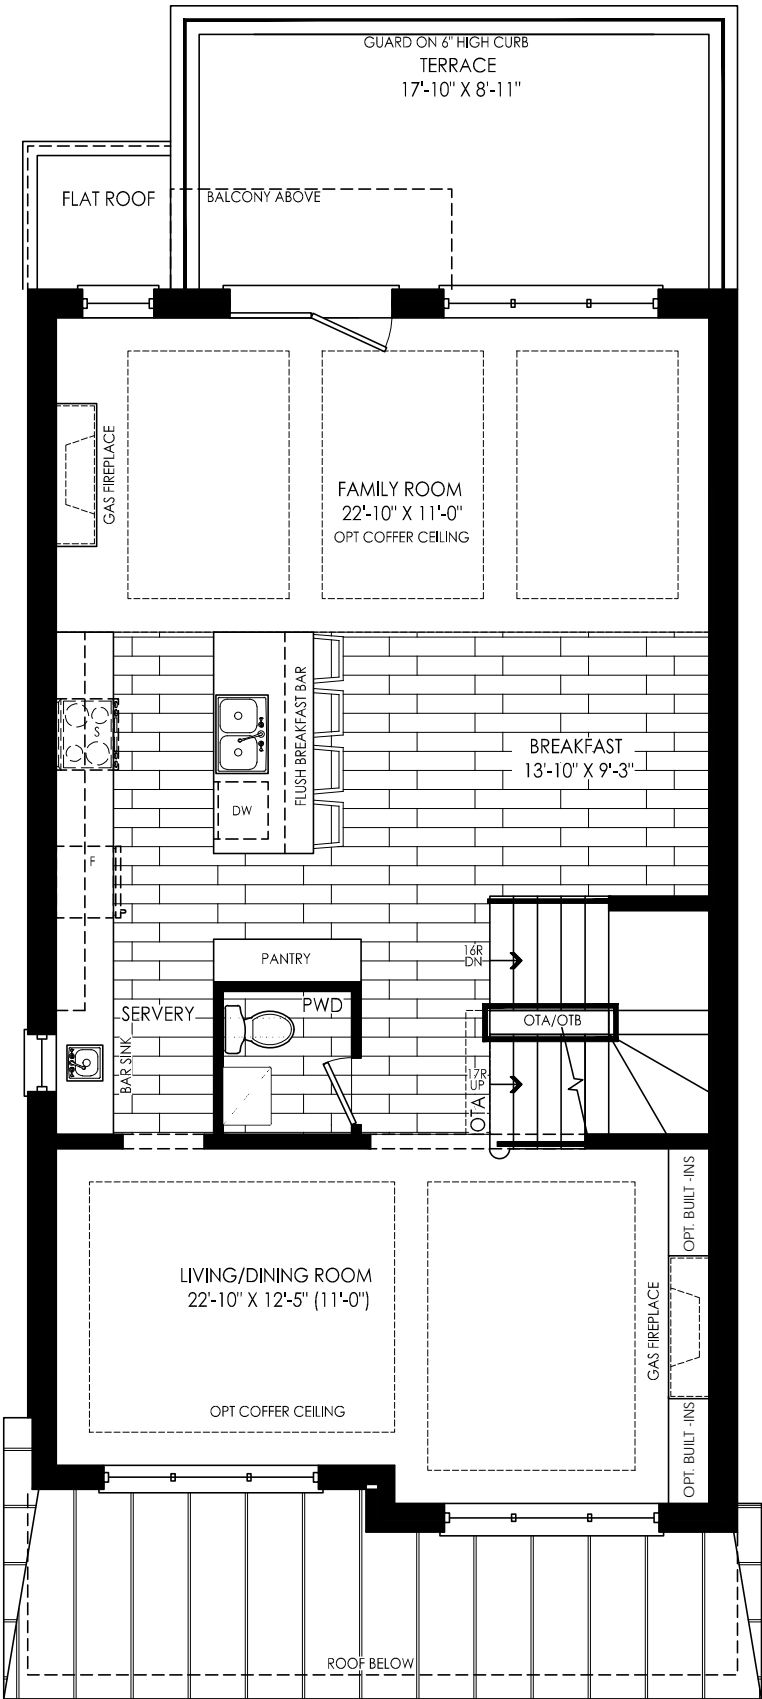 GUARD ON 6" HIGH CURB
TERRACE
17'-10" X 8'-11"
FLAT ROOF
BALCONY ABOVE
GAS FIREPLACE
FAMILY ROOM
22'-10" X 11'-0"
OPT COFFER CEILING
S
FLUSH BREAKFAST BAR
BREAKFAST
13'-10" X 9'-3"
DW
F
PANTRY
16R
DN
SERVERY
PWD
OTA/OTB
BAR SINK
17R
UP
OTA
OPT. BUILT -INS
LIVING/DINING ROOM
22'-10" X 12'-5" (11'-0")
GAS FIREPLACE
OPT COFFER CEILING
OPT. BUILT -INS
ROOF BELOW